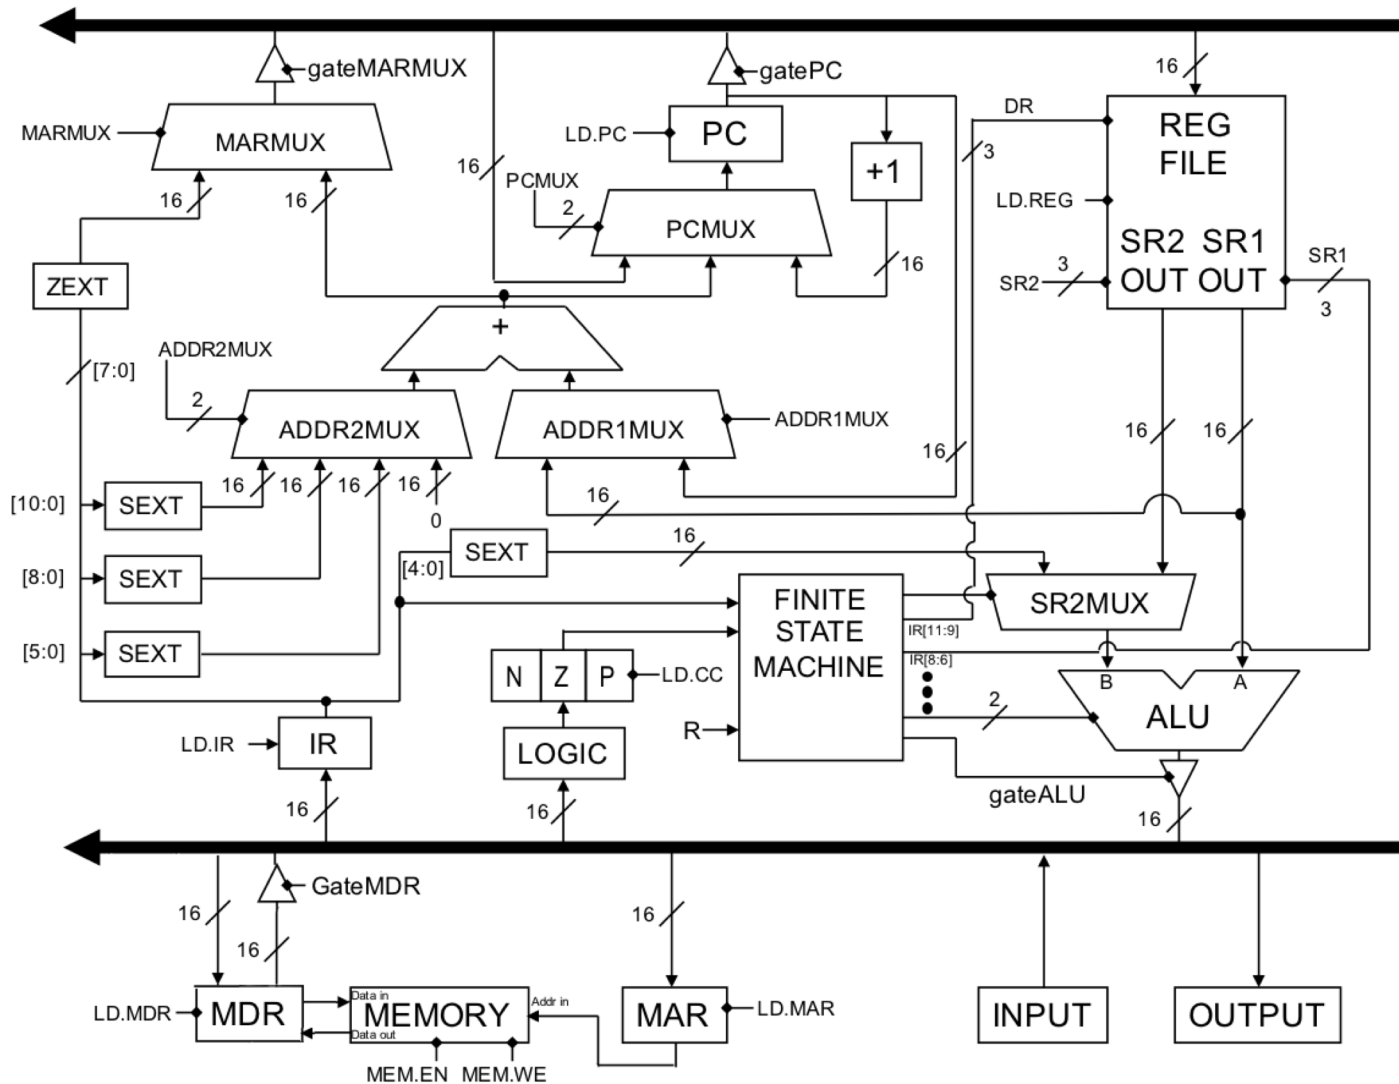 gateMARMUX
gatePC
16
DR
MARMUX
MARMUX
LD.PC
PC
REG
FILE
3
16
PCMUX
+1
16
16
2
PCMUX
LD.REG
SR2 SR1
OUT OUT
ZEXT
16
SR2
3
SR1
3
+
ADDR2MUX
[7:0]
2
ADDR2MUX
ADDR1MUX
ADDR1MUX
16
16
16
[10:0]
SEXT
16
16
16
16
0
16
[8:0]
SEXT
[4:0]
SEXT
16
[5:0]
SEXT
FINITE
STATE
MACHINE
SR2MUX
IR[11:9]
IR[8:6]
N Z P
LD.CC
B A
ALU
2
R
LD.IR
IR
LOGIC
gateALU
16
16
16
GateMDR
16
16
16
LD.MDR
MDR
Data in
MEMORY
Data out
Addr in
MAR
LD.MAR
INPUT
OUTPUT
MEM.EN MEM.WE